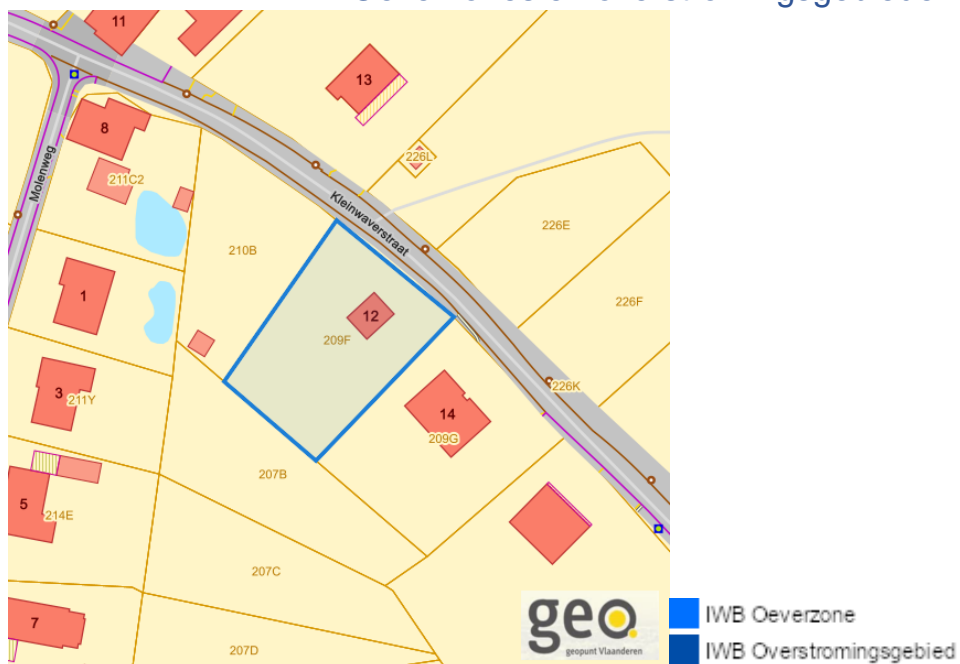 11
13
8
226L
Molenweg
211C2
Kleinwaverstraat
226E
210B
1
226F
12
209F
226K
3
211Y
14
209G
207B
5
214E
207C
geo.
geopunt Vlaanderen
IWB Oeverzone
7
207D
IWB Overstromingsgebied